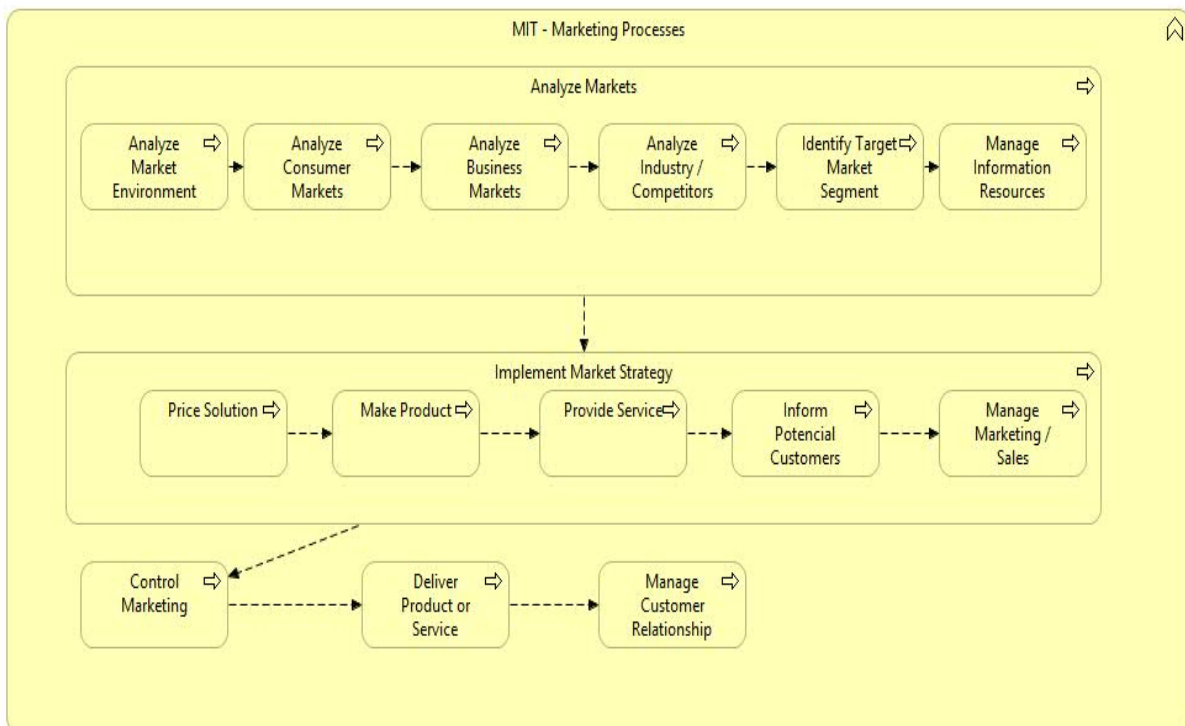 MIT - Marketing Processes
Analyze Markets
Analyze
Market
Environment
Analyze
Consumer
Markets
Analyze
Business
Markets
Analyze
Industry /
Competitors
Identify Target
Market
Segment
Manage
Information
Resources
Implement Market Strategy
Price Solution
Make Product
Provide Service
Inform
Potencial
Customers
Manage
Marketing /
Sales
Control
Marketing
Deliver
Product or
Service
Manage
Customer
Relationship